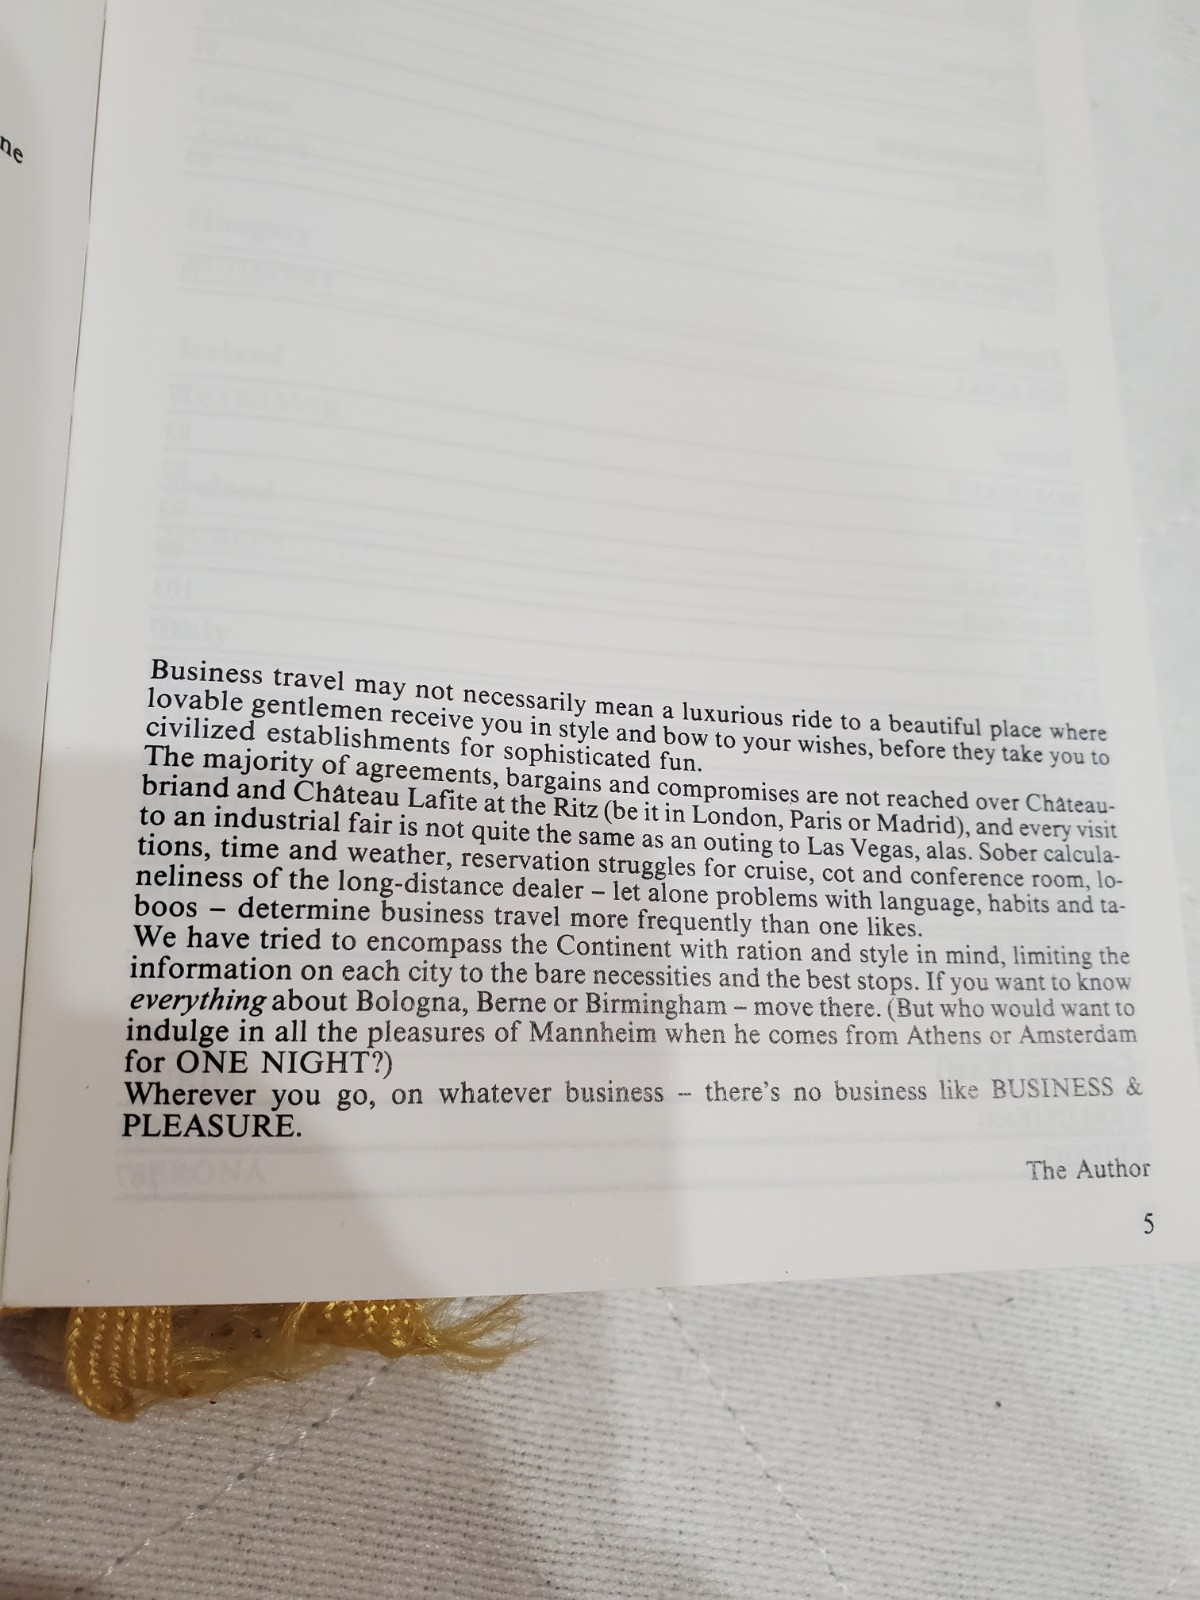 ne
Greece
Hungary
Iceland
REYKJAVIK
Business travel may not necessarily mean a luxurious ride to a beautiful place where
lovable gentlemen receive you in style and bow to your wishes, before they take you to
civilized establishments for sophisticated fun.
The majority of agreements, bargains and compromises are not reached over Château-
briand and Château Lafite at the Ritz (be it in London, Paris or Madrid), and every visit
to an industrial fair is not quite the same as an outing to Las Vegas, alas. Sober calcula-
tions, time and weather, reservation struggles for cruise, cot and conference room, lo-
neliness of the long-distance dealer – let alone problems with language, habits and ta-
boos – determine business travel more frequently than one likes.
We have tried to encompass the Continent with ration and style in mind, limiting the
information on each city to the bare necessities and the best stops. If you want to know
everything about Bologna, Berne or Birmingham – move there. (But who would want to
indulge in all the pleasures of Mannheim when he comes from Athens or Amsterdam
for ONE NIGHT?)
Wherever you go, on whatever business – there's no business like BUSINESS &
PLEASURE.
The Author
5